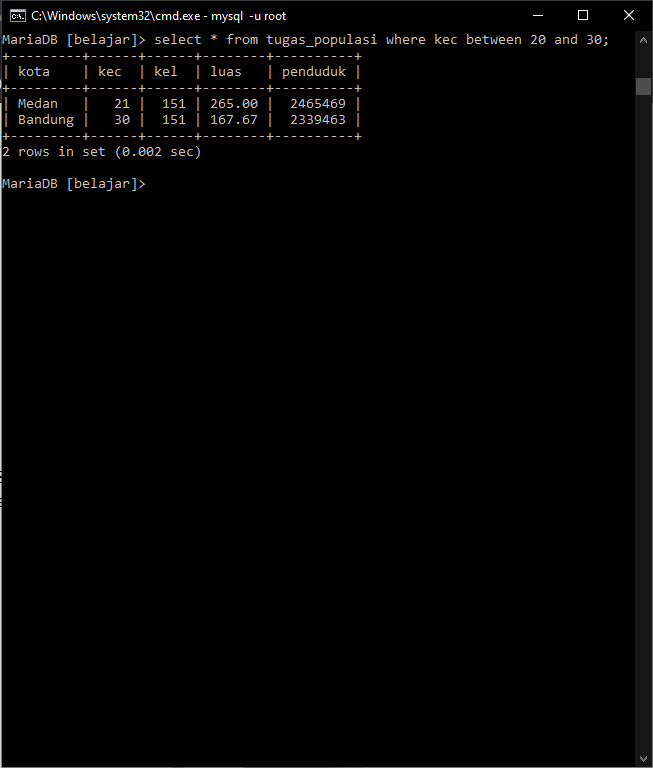 C:\Windows\system32\cmd.exe - mysql  -u root
MariaDB [belajar]> select * from tugas_populasi where kec between 20 and 30;
+---------+------+------+--------+----------+
| kota    | kec  | kel  | luas   | penduduk |
+---------+------+------+--------+----------+
| Medan   |   21 |  151 | 265.00 |  2465469 |
| Bandung |   30 |  151 | 167.67 |  2339463 |
+---------+------+------+--------+----------+
2 rows in set (0.002 sec)
MariaDB [belajar]>